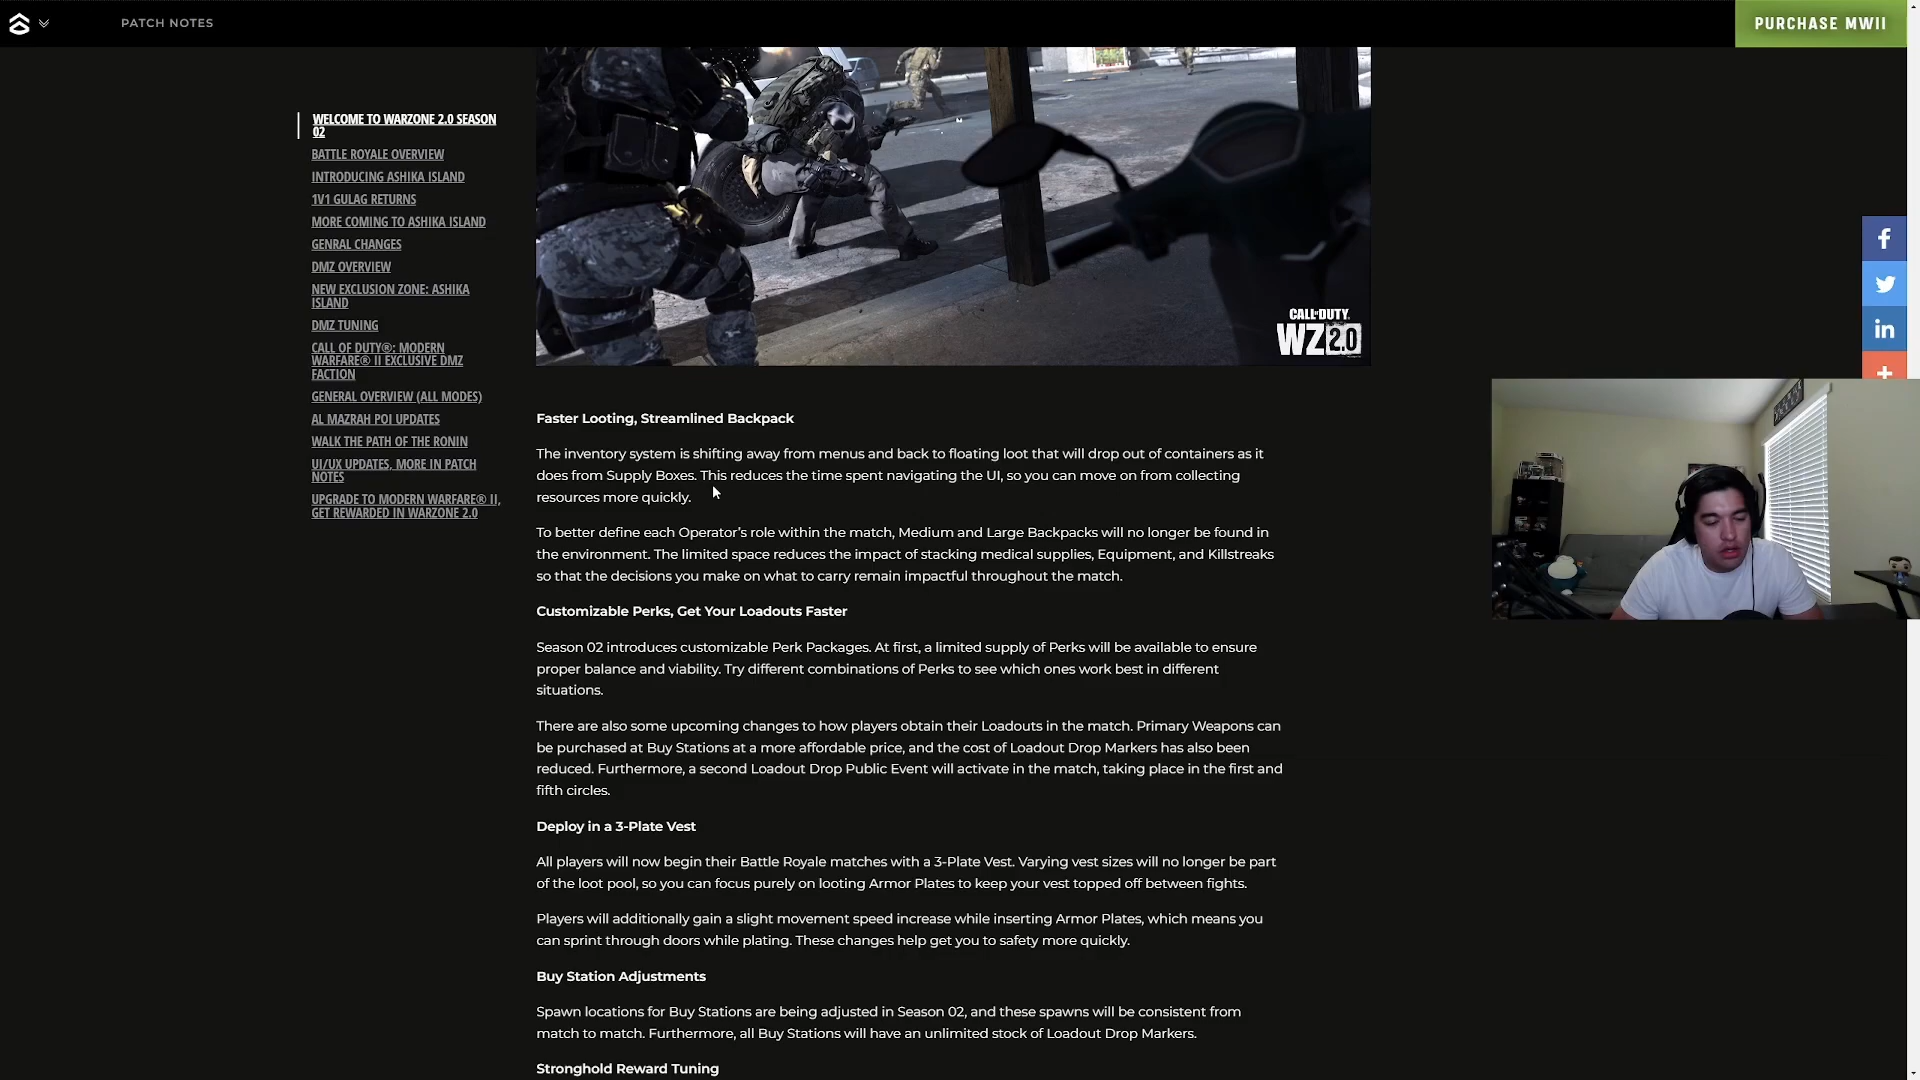 PATCH NOTES
PURCHASE MWII
WELCOME TO WARZONE 2.0 SEASON
02
BATTLE ROYALE OVERVIEW
INTRODUCING ASHIKA ISLAND
1V1 GULAG RETURNS
MORE COMING TO ASHIKA ISLAND
GENRAL CHANGES
DMZ OVERVIEW
NEW EXCLUSION ZONE: ASHIKA
ISLAND
DMZ TUNING
CALL OF DUTY®: MODERN
WARFARE® II EXCLUSIVE DMZ
FACTION
GENERAL OVERVIEW (ALL MODES)
AL MAZRAH POI UPDATES
WALK THE PATH OF THE RONIN
UI/UX UPDATES, MORE IN PATCH
NOTES
UPGRADE TO MODERN WARFARE® II,
GET REWARDED IN WARZONE 2.0
CALL OF DUTY.
WZ 2.0
Faster Looting, Streamlined Backpack
The inventory system is shifting away from menus and back to floating loot that will drop out of containers as it
does from Supply Boxes. This reduces the time spent navigating the UI, so you can move on from collecting
resources more quickly.
To better define each Operator’s role within the match, Medium and Large Backpacks will no longer be found in
the environment. The limited space reduces the impact of stacking medical supplies, Equipment, and Killstreaks
so that the decisions you make on what to carry remain impactful throughout the match.
Customizable Perks, Get Your Loadouts Faster
Season 02 introduces customizable Perk Packages. At first, a limited supply of Perks will be available to ensure
proper balance and viability. Try different combinations of Perks to see which ones work best in different
situations.
There are also some upcoming changes to how players obtain their Loadouts in the match. Primary Weapons can
be purchased at Buy Stations at a more affordable price, and the cost of Loadout Drop Markers has also been
reduced. Furthermore, a second Loadout Drop Public Event will activate in the match, taking place in the first and
fifth circles.
Deploy in a 3-Plate Vest
All players will now begin their Battle Royale matches with a 3-Plate Vest. Varying vest sizes will no longer be part
of the loot pool, so you can focus purely on looting Armor Plates to keep your vest topped off between fights.
Players will additionally gain a slight movement speed increase while inserting Armor Plates, which means you
can sprint through doors while plating. These changes help get you to safety more quickly.
Buy Station Adjustments
Spawn locations for Buy Stations are being adjusted in Season 02, and these spawns will be consistent from
match to match. Furthermore, all Buy Stations will have an unlimited stock of Loadout Drop Markers.
Stronghold Reward Tuning